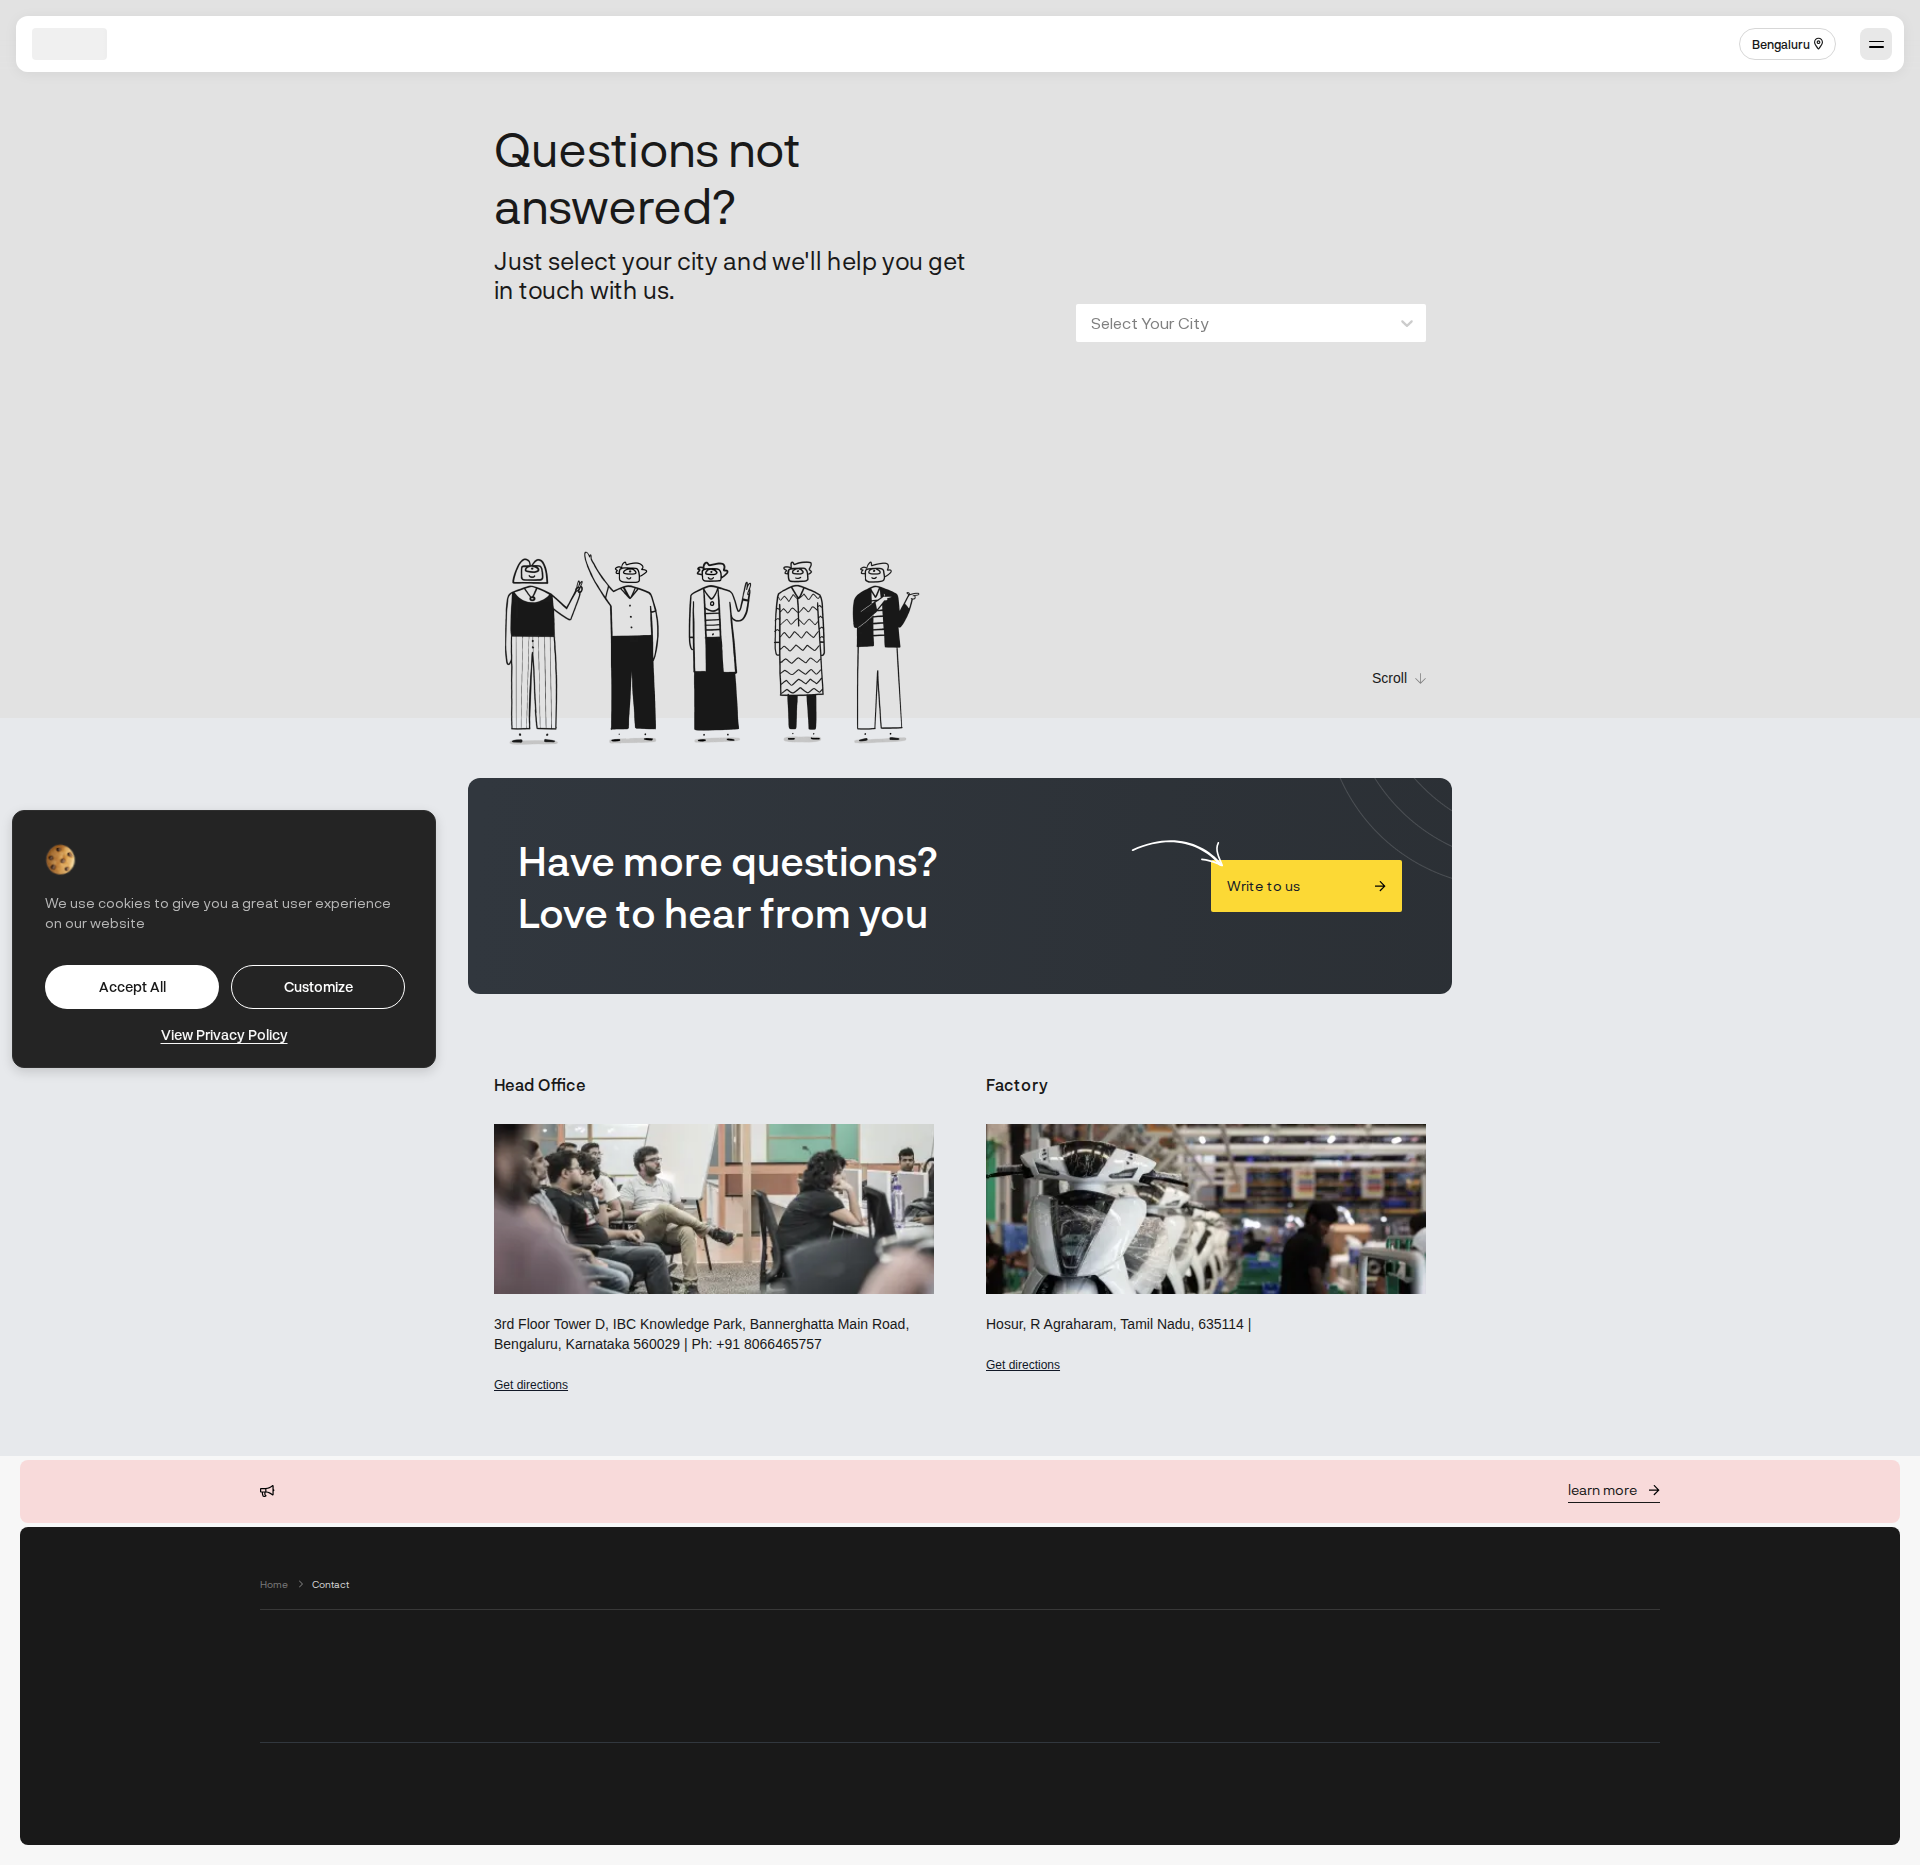 Bengaluru
Questions not
answered?
Just select your city and we'll help you get
in touch with us.
Select Your City
Scroll
Have more questions?
Love to hear from you
Write to us
We use cookies to give you a great user experience
on our website
Accept All
Customize
View Privacy Policy
Head Office
Factory
3rd Floor Tower D, IBC Knowledge Park, Bannerghatta Main Road,
Bengaluru, Karnataka 560029 | Ph: +91 8066465757
Get directions
Hosur, R Agraharam, Tamil Nadu, 635114 |
Get directions
learn more
Home
Contact